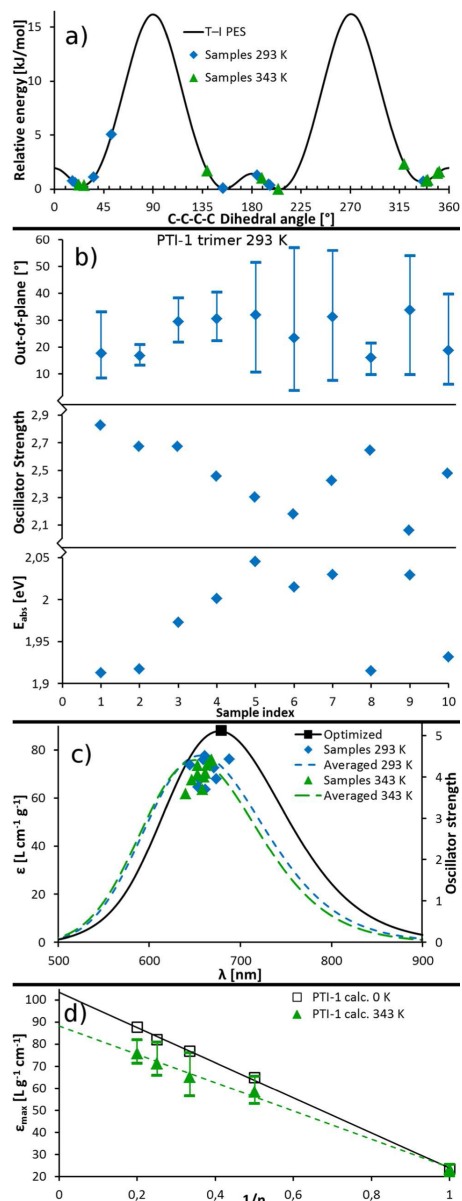 a)
T–I PES
Samples 293 K
Samples 343 K
Relative energy [kJ/mol]
15
10
5
0
0 45 90 135 180 225 270 315 360
C-C-C-C Dihedral angle [°]
b)
PTI-1 trimer 293 K
Out-of-plane [°]
60
50
40
30
20
10
Oscillator Strength
2,9
2,7
2,5
2,3
2,1
E_abs [eV]
2,05
2
1,95
1,9
0 1 2 3 4 5 6 7 8 9 10
Sample index
c)
Optimized
Samples 293 K
Averaged 293 K
Samples 343 K
Averaged 343 K
ε [L cm⁻¹ g⁻¹]
80
60
40
20
0
Oscillator strength
5
4
3
2
1
0
500 600 700 800 900
λ [nm]
d)
PTI-1 calc. 0 K
PTI-1 calc. 343 K
ε_max [L g⁻¹ cm⁻¹]
100
90
80
70
60
50
40
30
20
0 0,2 0,4 0,6 0,8 1
1/n